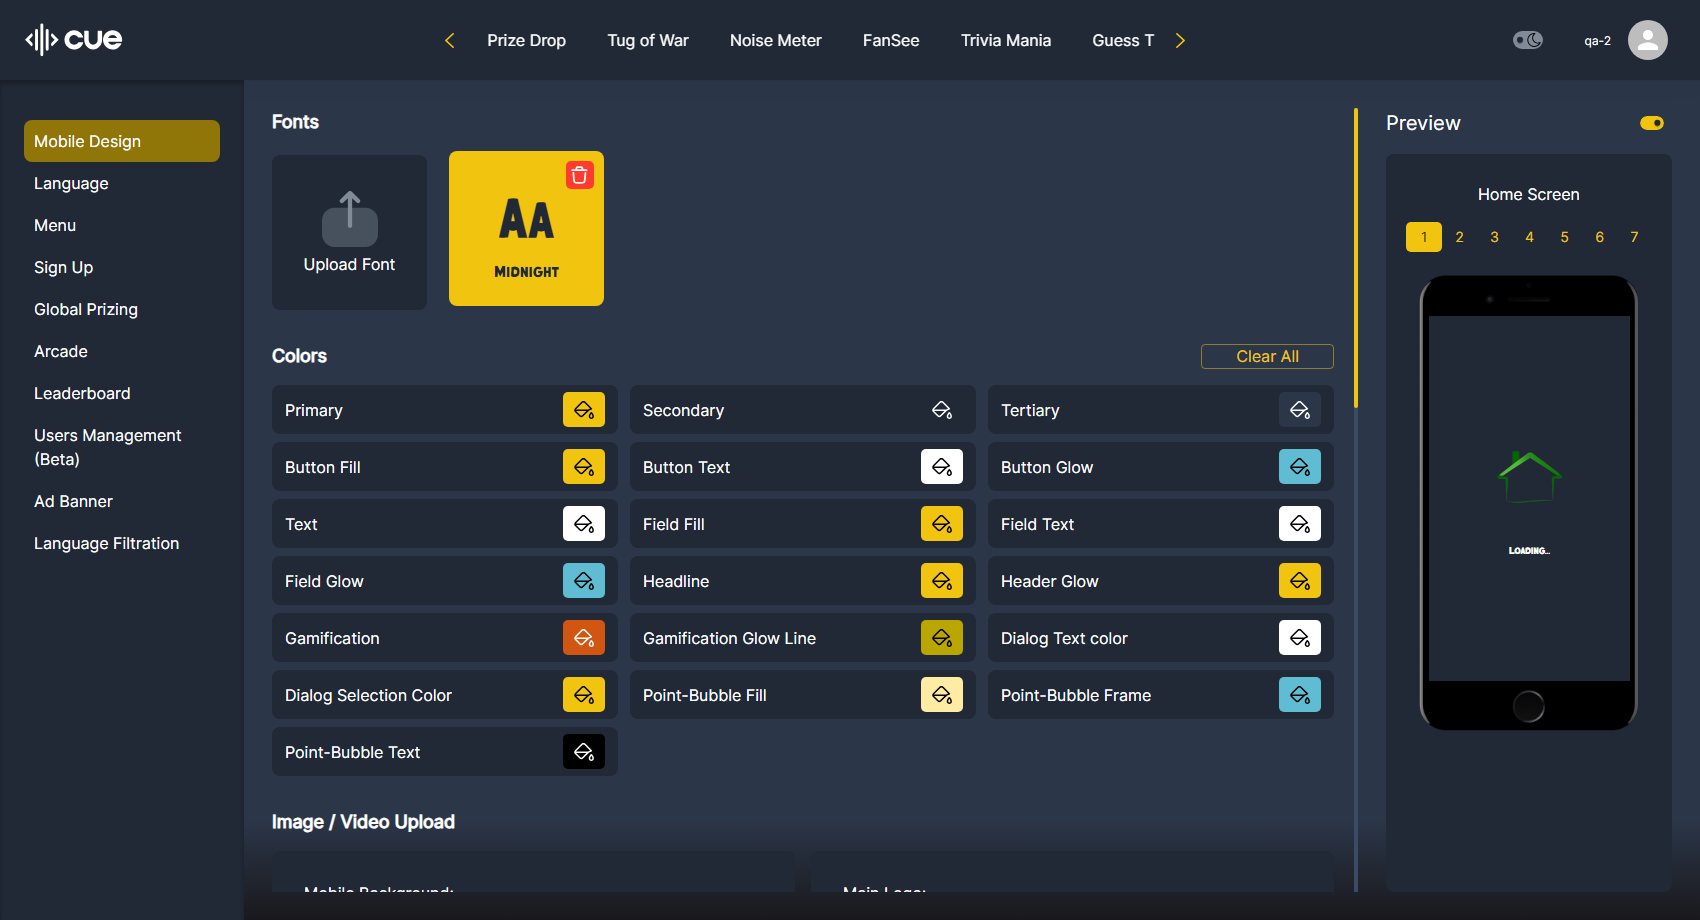 cue
Prize Drop
Tug of War
Noise Meter
FanSee
Trivia Mania
Guess T
qa-2
Mobile Design
Language
Menu
Sign Up
Global Prizing
Arcade
Leaderboard
Users Management
(Beta)
Ad Banner
Language Filtration
Fonts
Upload Font
AA
MIDNIGHT
Colors
Clear All
Primary
Secondary
Tertiary
Button Fill
Button Text
Button Glow
Text
Field Fill
Field Text
Field Glow
Headline
Header Glow
Gamification
Gamification Glow Line
Dialog Text color
Dialog Selection Color
Point-Bubble Fill
Point-Bubble Frame
Point-Bubble Text
Image / Video Upload
Mobile Background:
Main Logo:
Preview
Home Screen
1 2 3 4 5 6 7
LOADING...